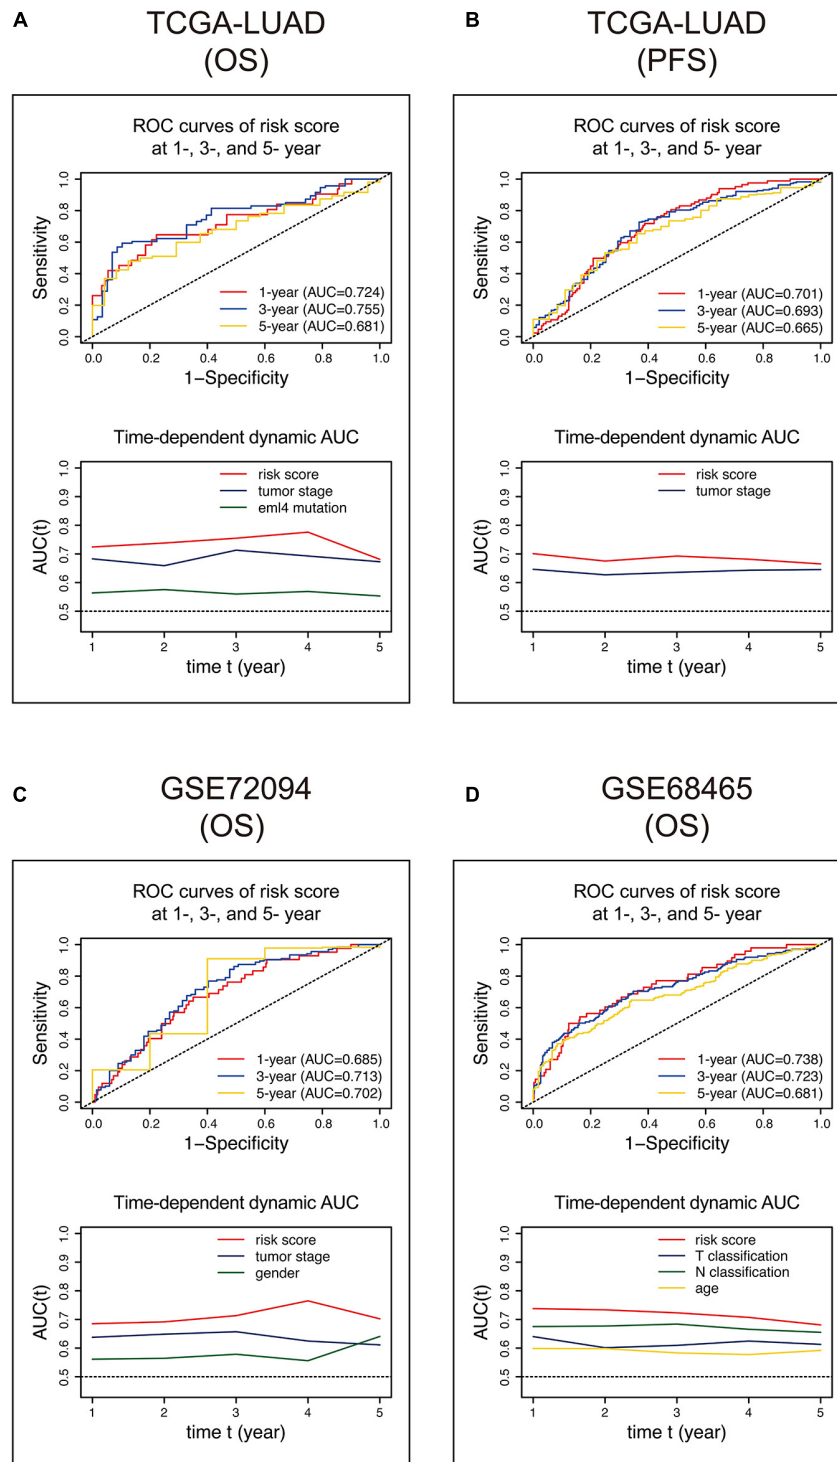 A
TCGA-LUAD
(OS)
ROC curves of risk score
at 1-, 3-, and 5- year
Sensitivity
0.0
0.2
0.4
0.6
0.8
1.0
1-year (AUC=0.724)
3-year (AUC=0.755)
5-year (AUC=0.681)
0.0 0.2 0.4 0.6 0.8 1.0
1–Specificity
Time-dependent dynamic AUC
AUC(t)
0.5
0.6
0.7
0.8
0.9
1.0
risk score
tumor stage
eml4 mutation
1 2 3 4 5
time t (year)
B
TCGA-LUAD
(PFS)
ROC curves of risk score
at 1-, 3-, and 5- year
Sensitivity
0.0
0.2
0.4
0.6
0.8
1.0
1-year (AUC=0.701)
3-year (AUC=0.693)
5-year (AUC=0.665)
0.0 0.2 0.4 0.6 0.8 1.0
1–Specificity
Time-dependent dynamic AUC
AUC(t)
0.5
0.6
0.7
0.8
0.9
1.0
risk score
tumor stage
1 2 3 4 5
time t (year)
C
GSE72094
(OS)
ROC curves of risk score
at 1-, 3-, and 5- year
Sensitivity
0.0
0.2
0.4
0.6
0.8
1.0
1-year (AUC=0.685)
3-year (AUC=0.713)
5-year (AUC=0.702)
0.0 0.2 0.4 0.6 0.8 1.0
1–Specificity
Time-dependent dynamic AUC
AUC(t)
0.5
0.6
0.7
0.8
0.9
1.0
risk score
tumor stage
gender
1 2 3 4 5
time t (year)
D
GSE68465
(OS)
ROC curves of risk score
at 1-, 3-, and 5- year
Sensitivity
0.0
0.2
0.4
0.6
0.8
1.0
1-year (AUC=0.738)
3-year (AUC=0.723)
5-year (AUC=0.681)
0.0 0.2 0.4 0.6 0.8 1.0
1–Specificity
Time-dependent dynamic AUC
AUC(t)
0.5
0.6
0.7
0.8
0.9
1.0
risk score
T classification
N classification
age
1 2 3 4 5
time t (year)